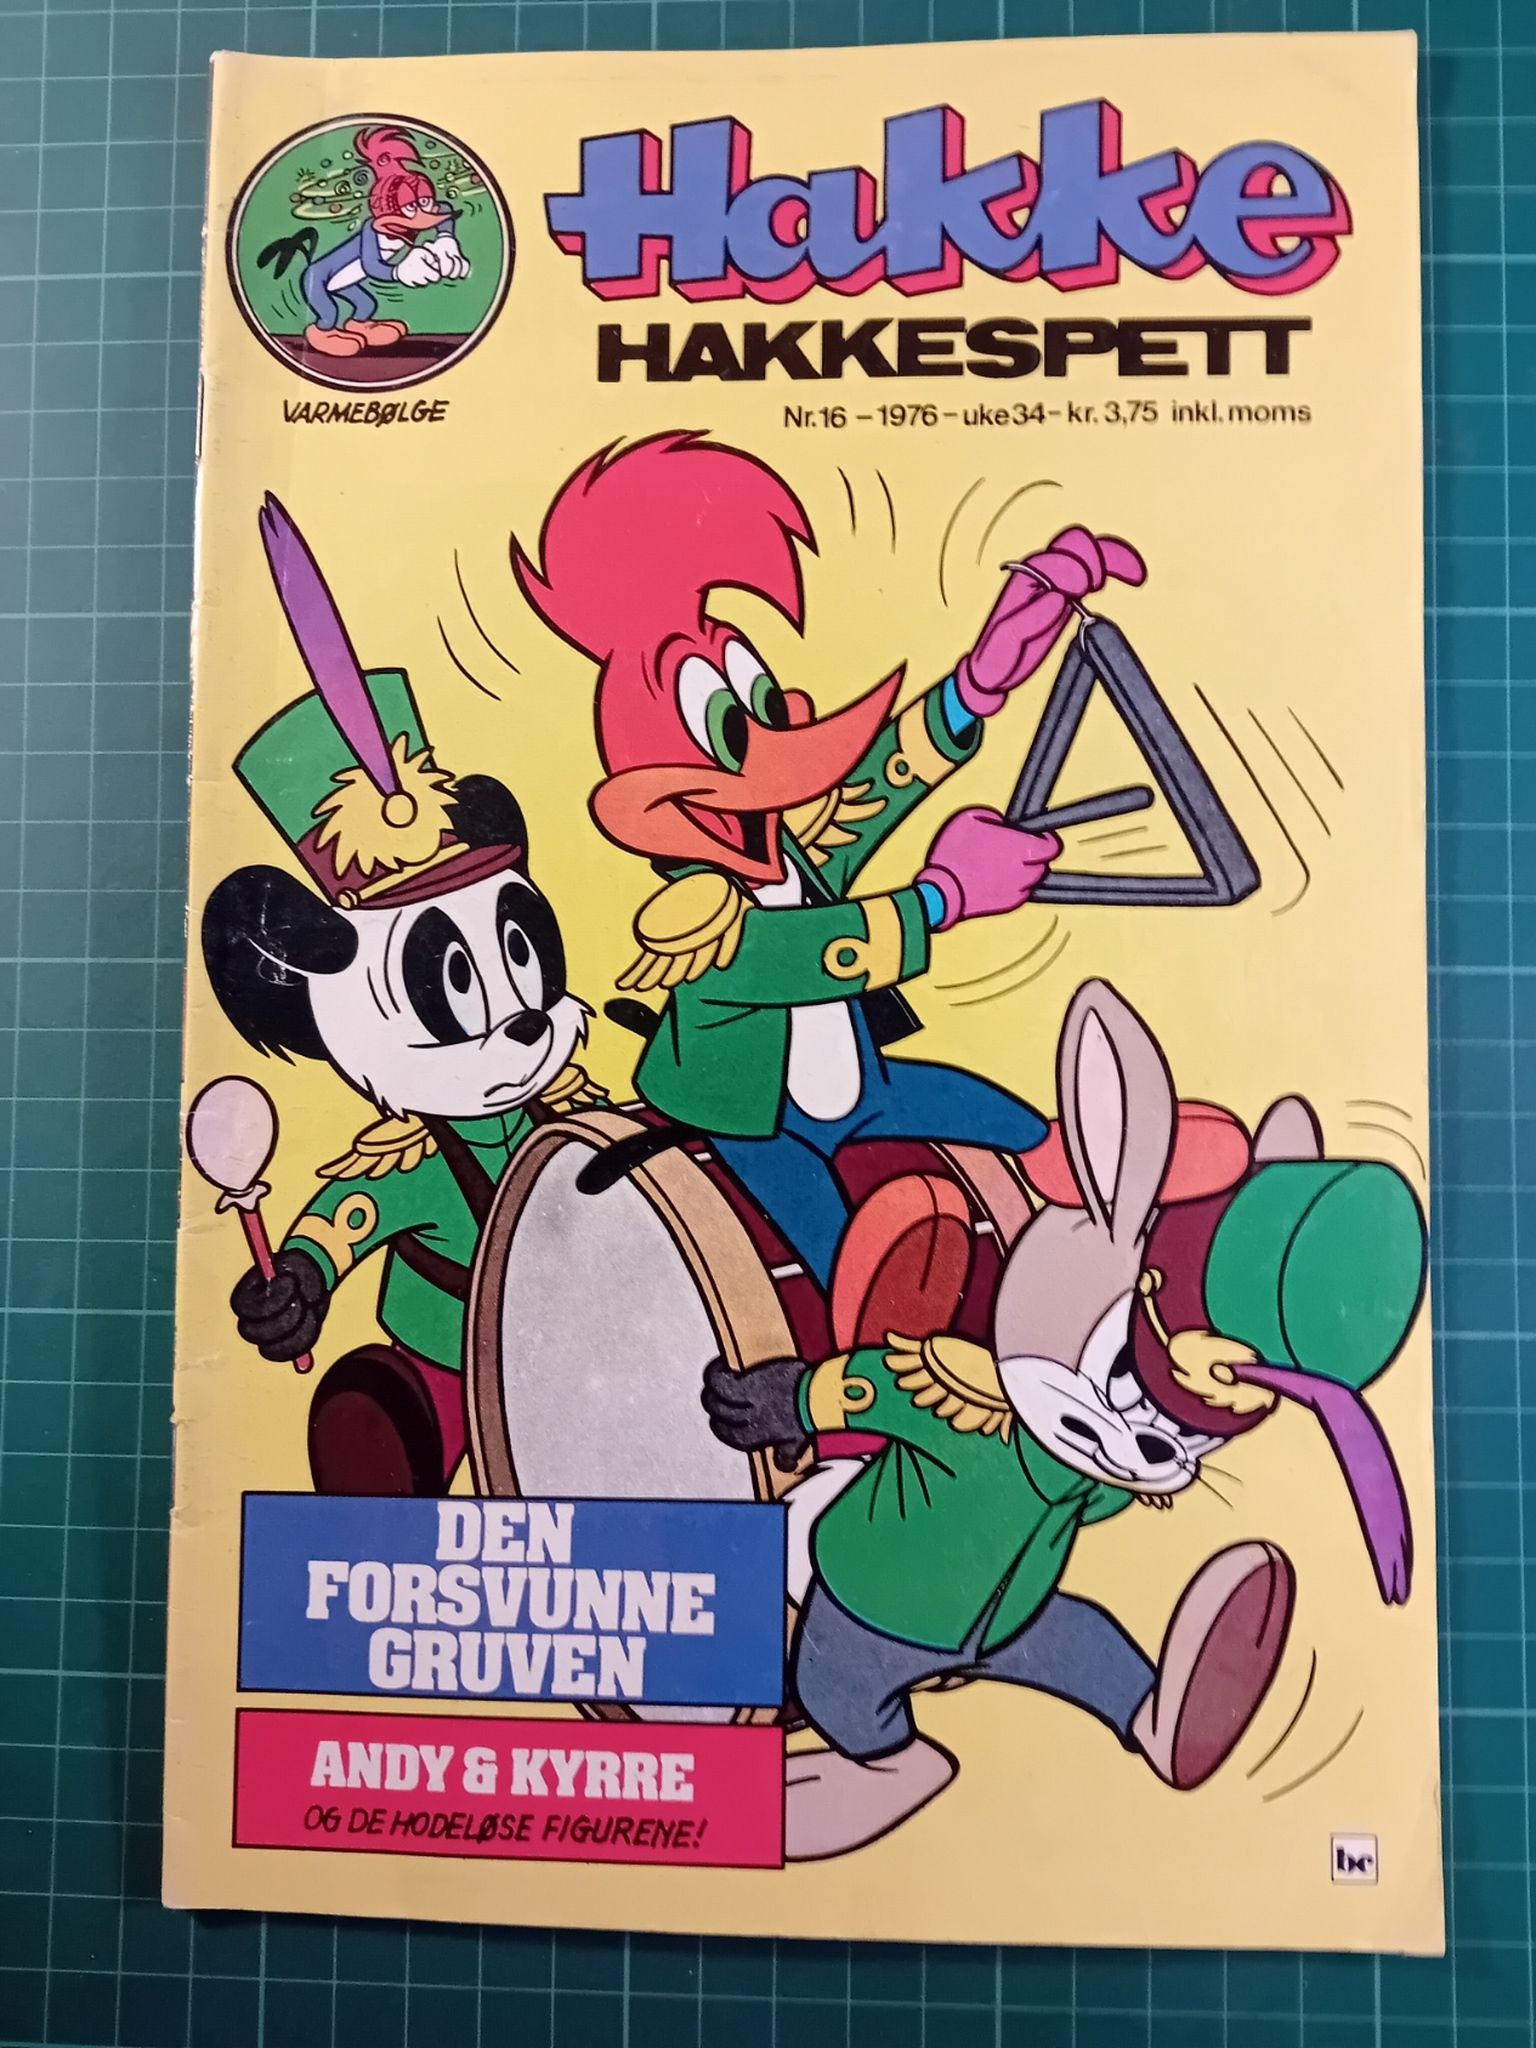 Hakke
HAKKESPETT
VARMEBØLGE
Nr. 16 – 1976 – uke 34 – kr. 3,75 inkl. moms
DEN
FORSVUNNE
GRUVEN
ANDY & KYRRE
OG DE HODELØSE FIGURENE!
bc